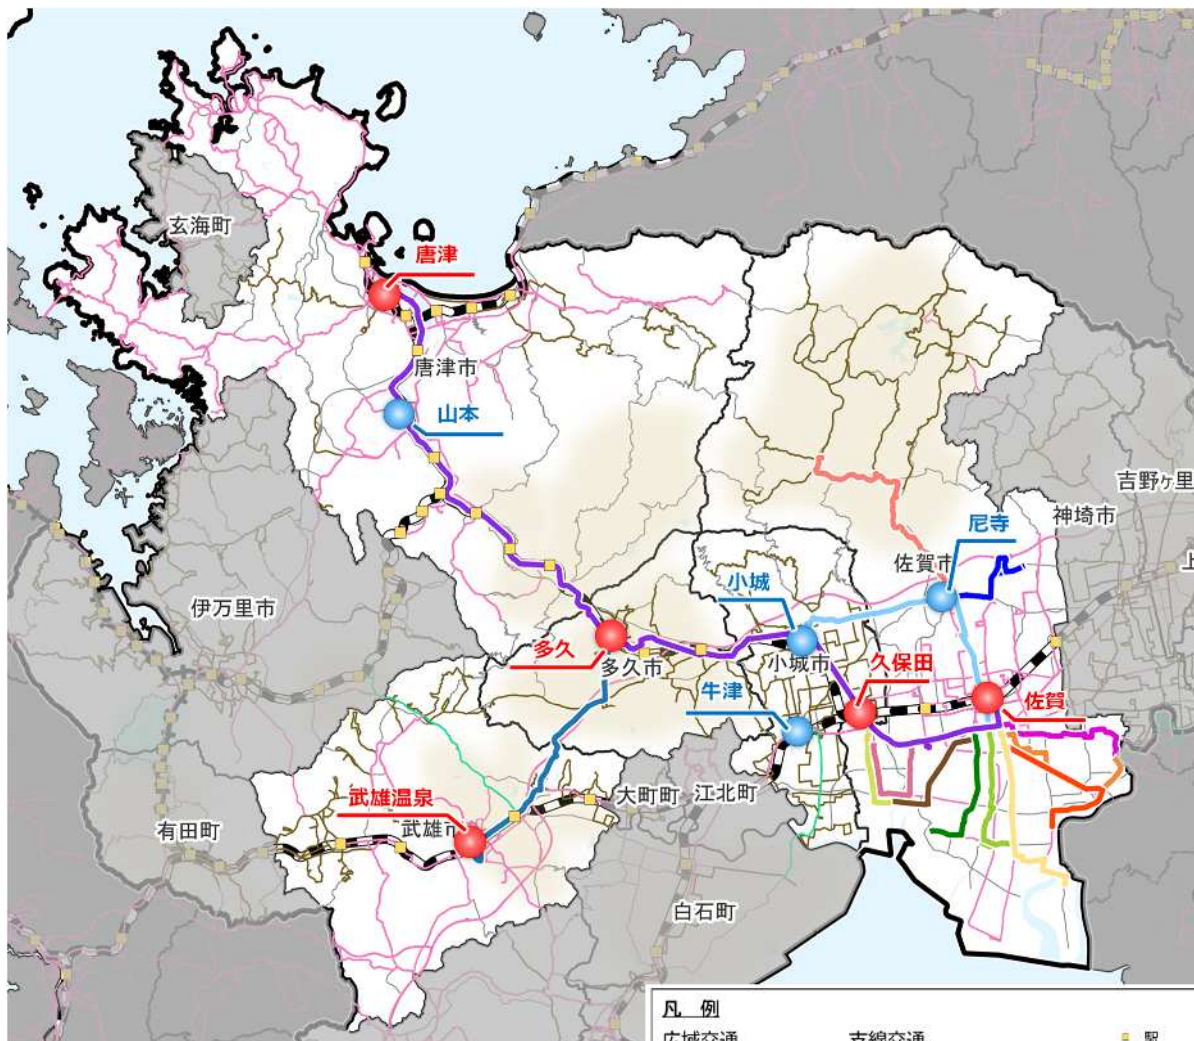 玄海町
唐津
唐津市
山本
吉野ヶ里
神埼市
尼寺
佐賀市
上
小城
伊万里市
多久
多久市
小城市
久保田
牛津
佐賀
武雄温泉
武雄市
大町町
江北町
有田町
白石町
凡 例
広域交通
支線交通
駅